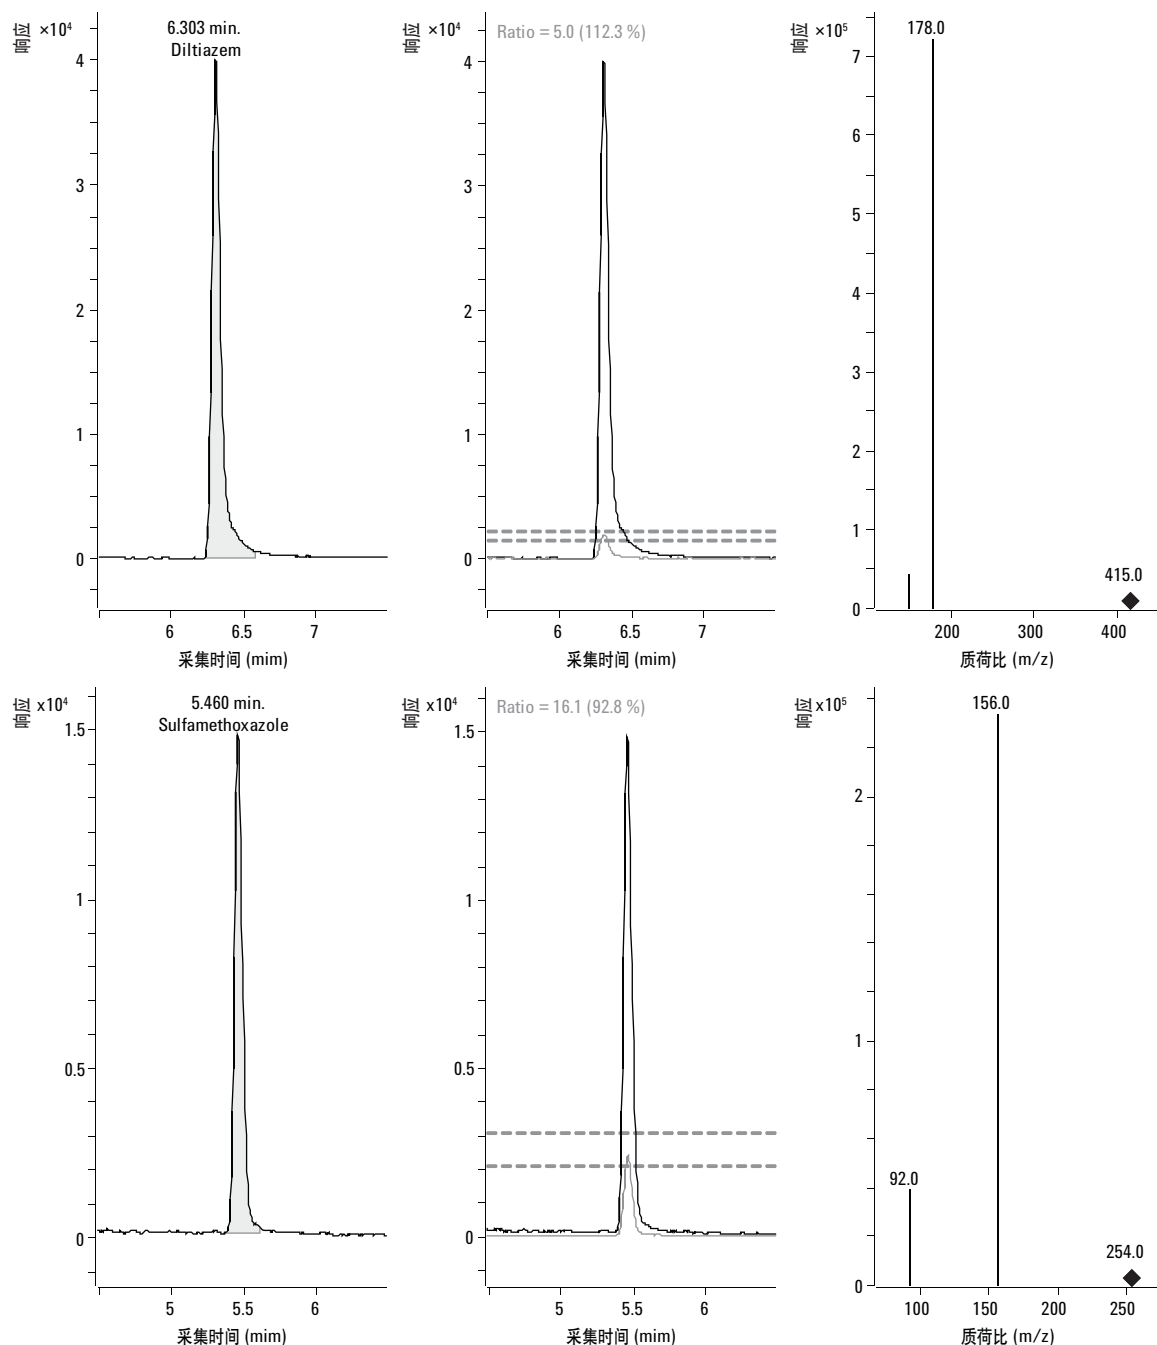 响应 ×10⁴
6.303 min.
Diltiazem
4
3
2
1
0
6 6.5 7
采集时间 (mim)
响应 ×10⁴
Ratio = 5.0 (112.3 %)
4
3
2
1
0
6 6.5 7
采集时间 (mim)
响应 ×10⁵
178.0
7
6
5
4
3
2
1
0
415.0
200 300 400
质荷比 (m/z)
响应 x10⁴
5.460 min.
Sulfamethoxazole
1.5
1
0.5
0
5 5.5 6
采集时间 (mim)
响应 x10⁴
Ratio = 16.1 (92.8 %)
1.5
1
0.5
0
5 5.5 6
采集时间 (mim)
响应 x10⁵
156.0
2
1
92.0
254.0
0
100 150 200 250
质荷比 (m/z)